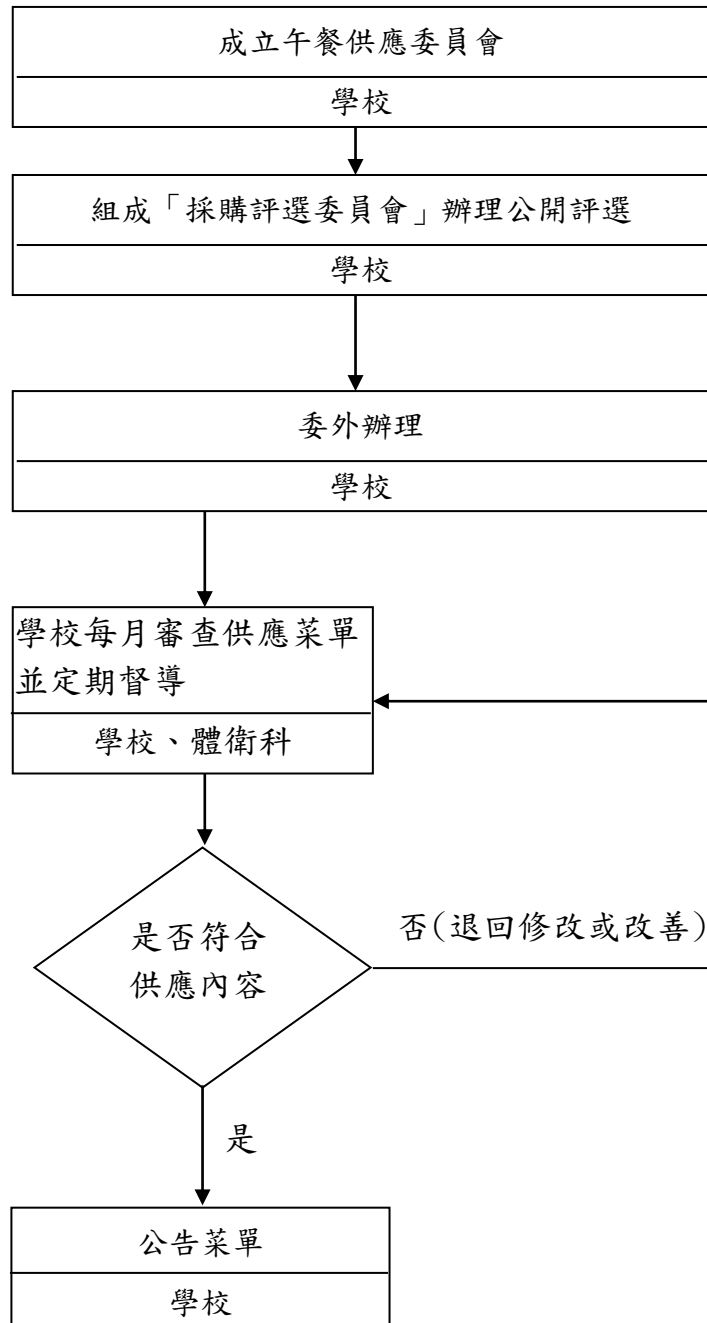 成立午餐供應委員會
學校
組成「採購評選委員會」辦理公開評選
學校
委外辦理
學校
學校每月審查供應菜單
並定期督導
學校、體衛科
是否符合
供應內容
否(退回修改或改善)
是
公告菜單
學校